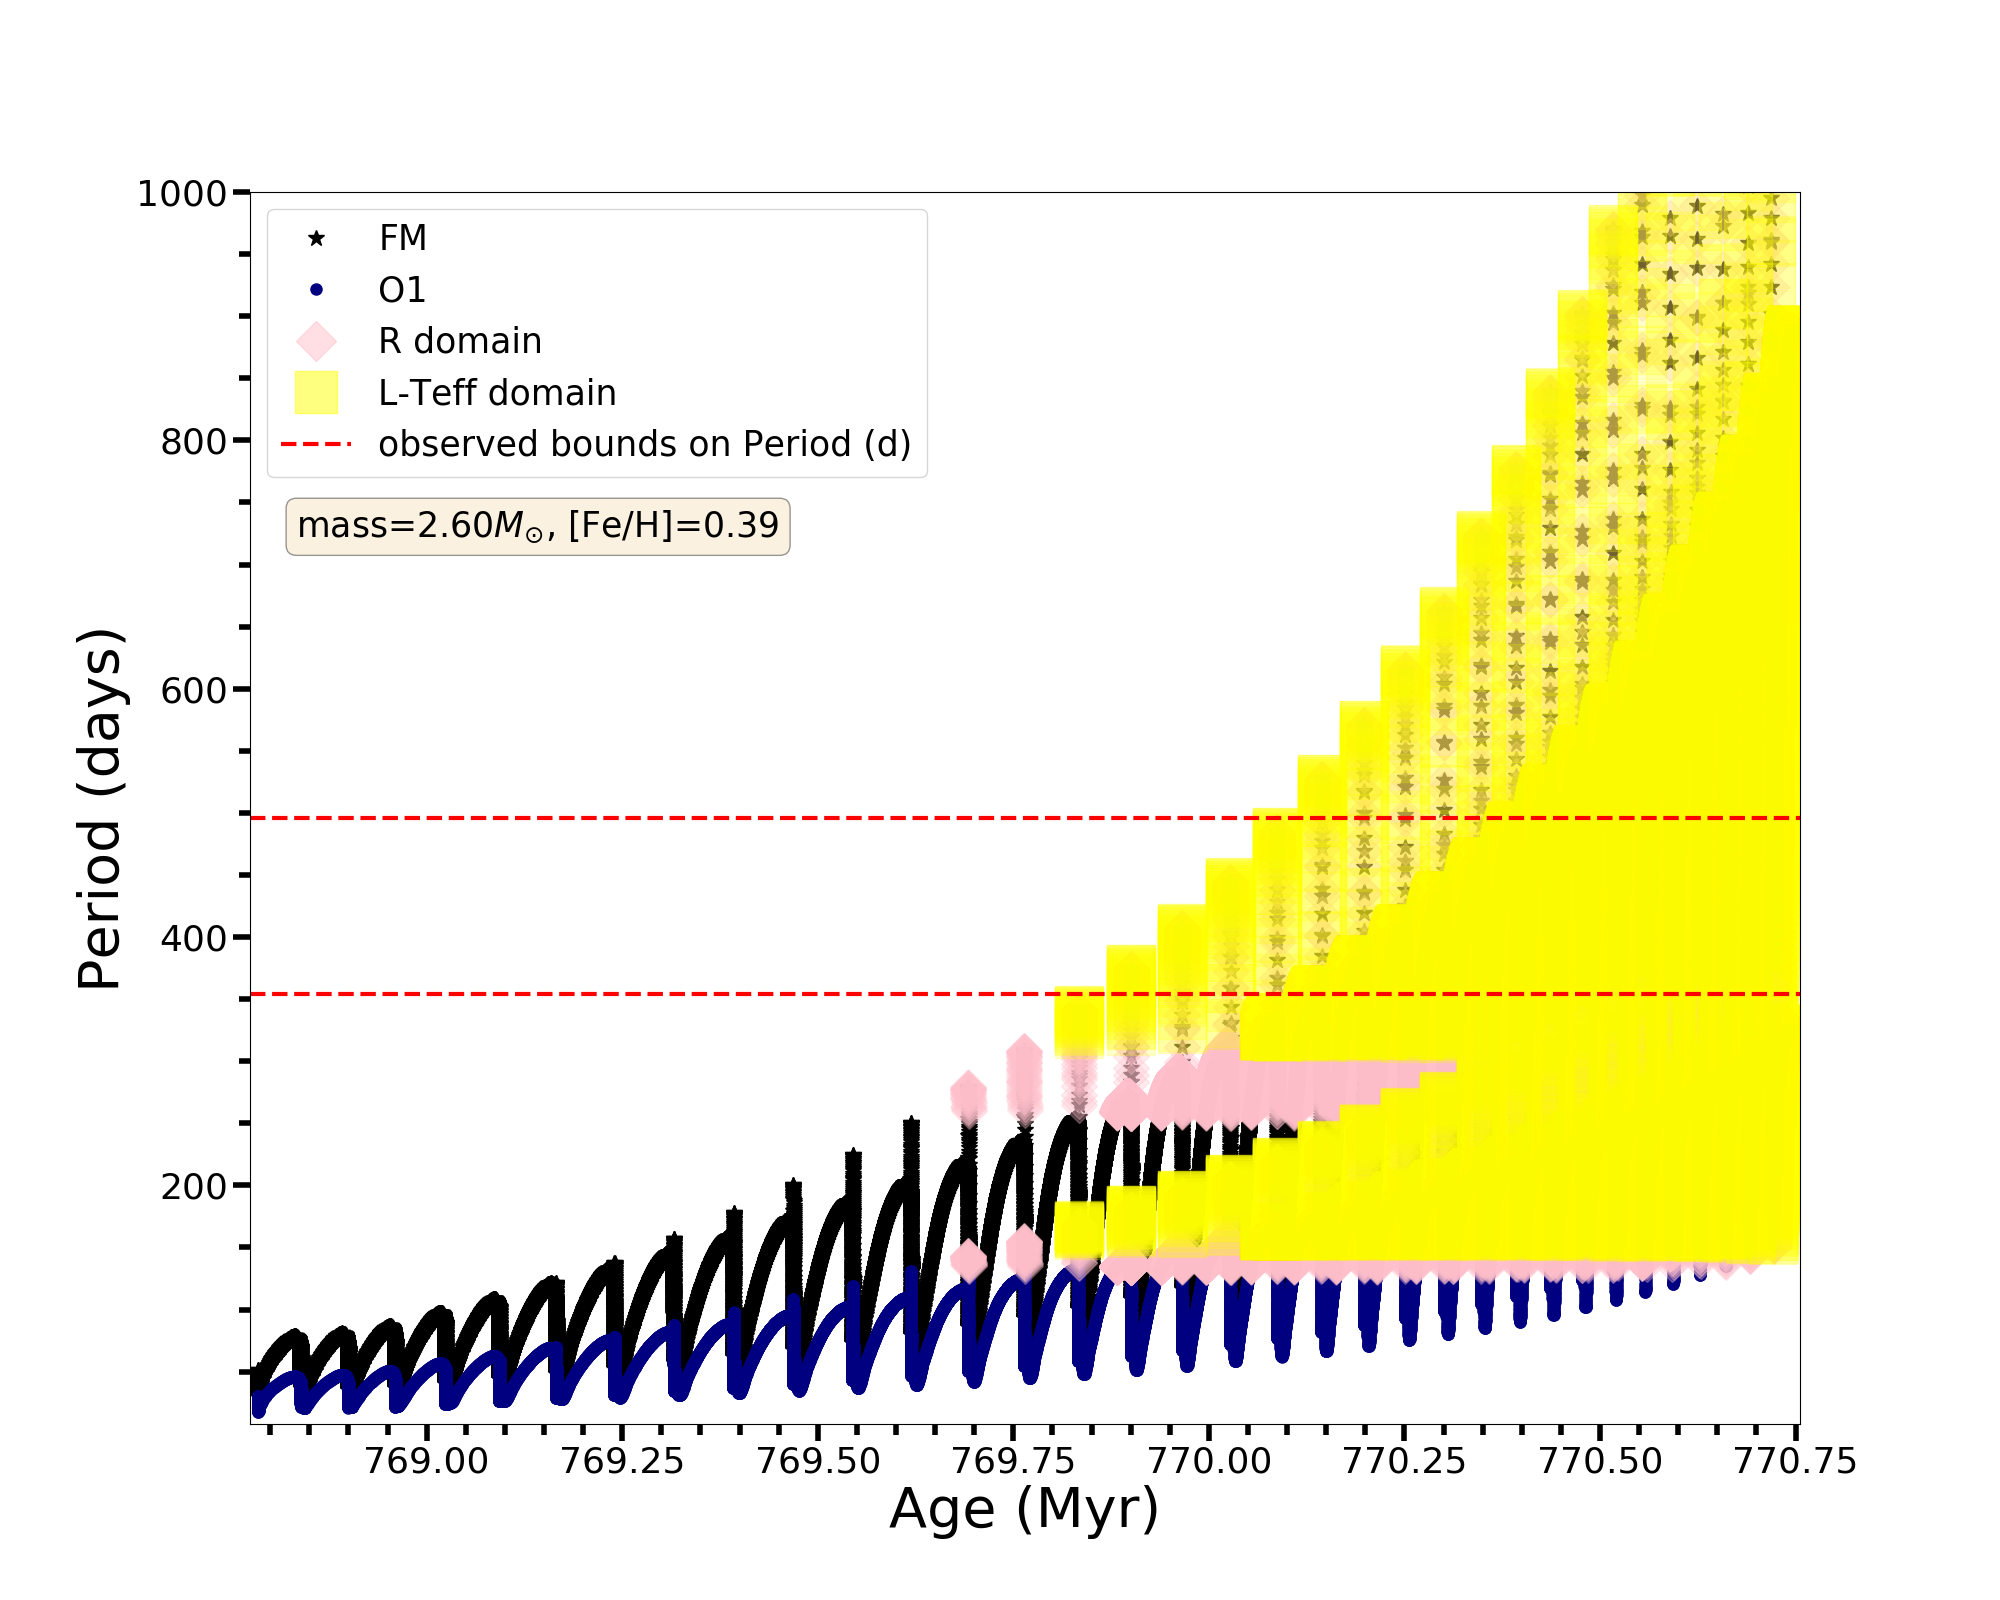 1000
800
600
400
200
Period (days)
FM
O1
R domain
L-Teff domain
observed bounds on Period (d)
mass=2.60M⊙, [Fe/H]=0.39
769.00 769.25 769.50 769.75 770.00 770.25 770.50 770.75
Age (Myr)